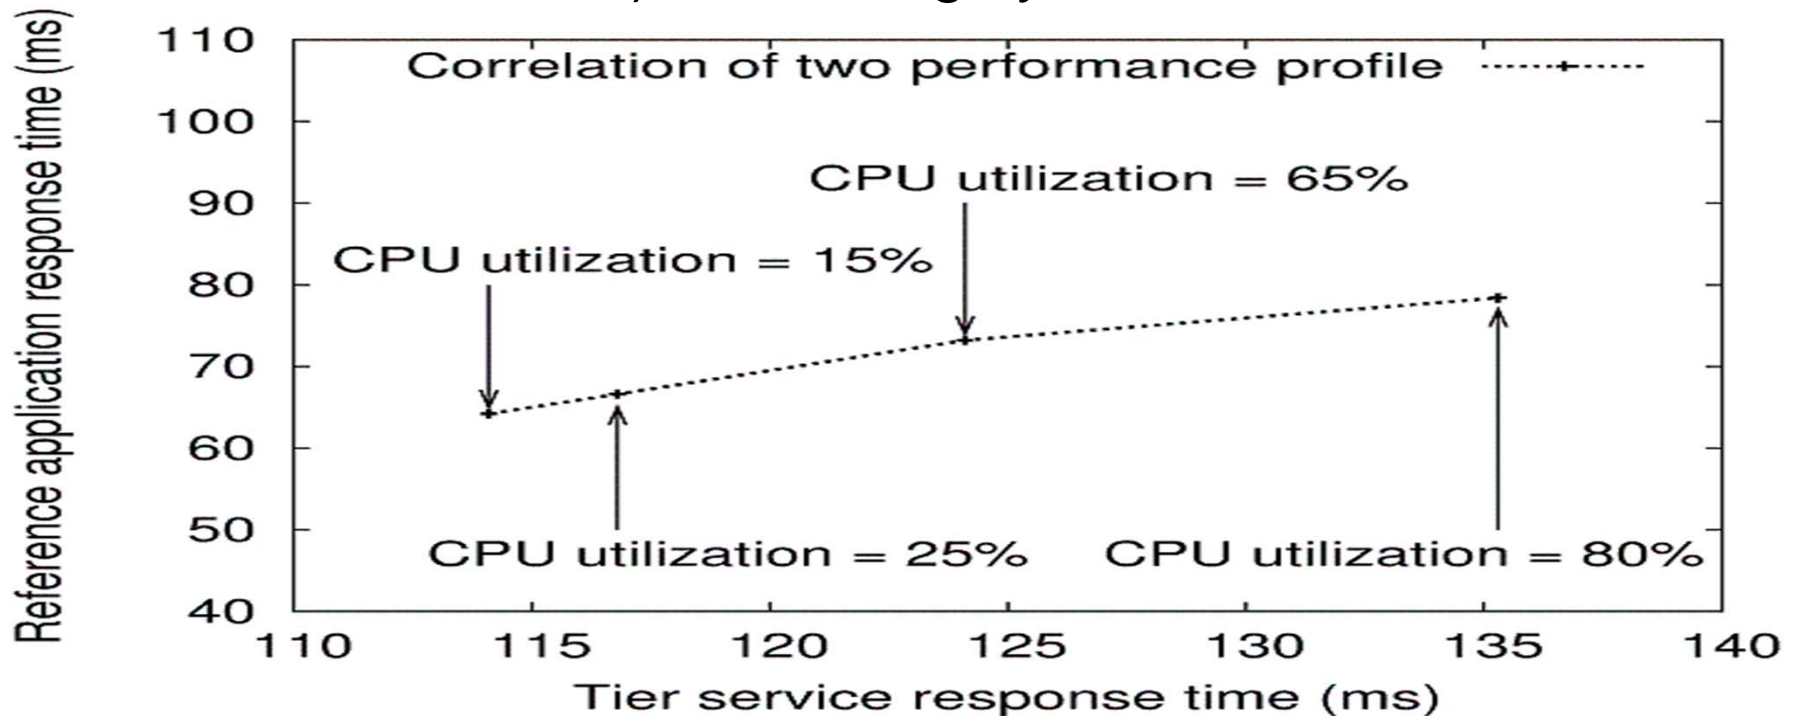 Reference application response time (ms)
110
Correlation of two performance profile
100
CPU utilization = 65%
90
CPU utilization = 15%
80
70
60
50
CPU utilization = 25%
CPU utilization = 80%
40
110 115 120 125 130 135 140
Tier service response time (ms)